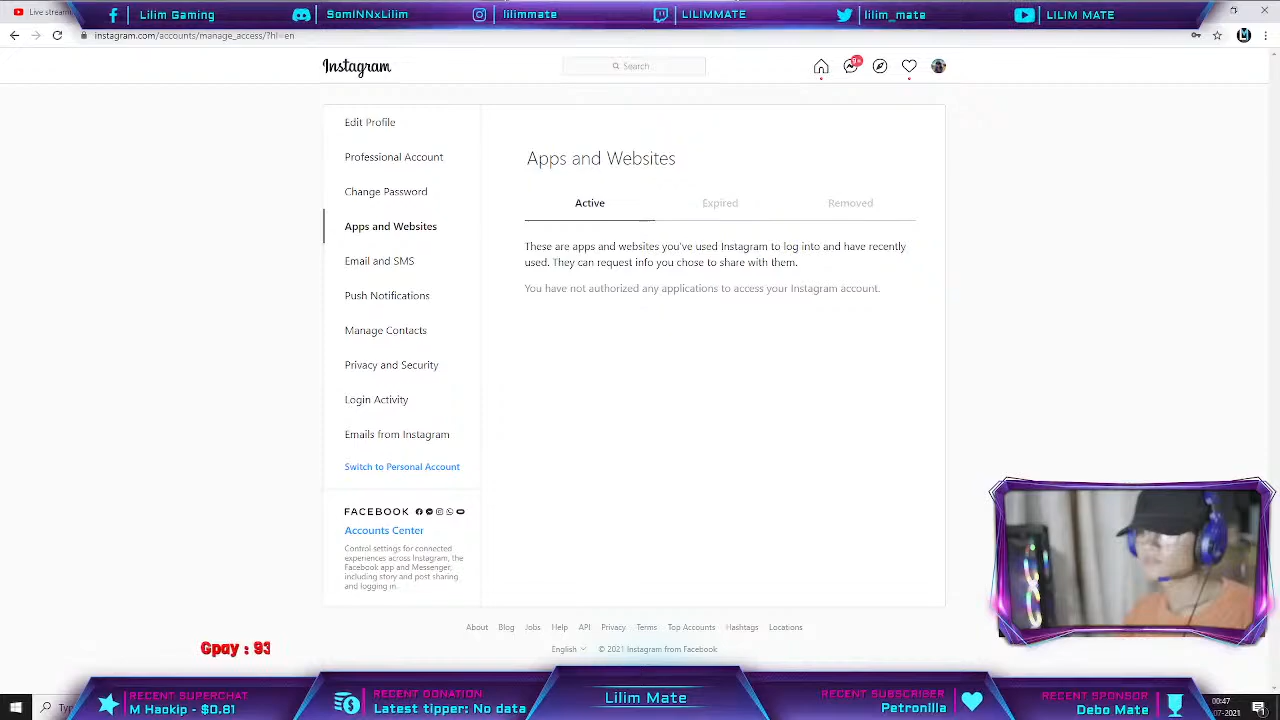 Live stream
Lilim Gaming
SomINNxLilim
lilimmate
LILIMMATE
lilim_mate
LILIM MATE
instagram.com/accounts/manage_access/?hl=en
Instagram
Search
9+
Edit Profile
Professional Account
Change Password
Apps and Websites
Email and SMS
Push Notifications
Manage Contacts
Privacy and Security
Login Activity
Emails from Instagram
Switch to Personal Account
FACEBOOK
Accounts Center
Control settings for connected
experiences across Instagram, the
Facebook app and Messenger,
including story and post sharing
and logging in.
Apps and Websites
Active
Expired
Removed
These are apps and websites you've used Instagram to log into and have recently
used. They can request info you chose to share with them.
You have not authorized any applications to access your Instagram account.
About Blog Jobs Help API Privacy Terms Top Accounts Hashtags Locations
English © 2021 Instagram from Facebook
Gpay : 93
RECENT SUPERCHAT
M Haokip - $0.81
RECENT DONATION
Latest tipper: No data
Lilim Mate
RECENT SUBSCRIBER
Petronilla
RECENT SPONSOR
Debo Mate
00:47
-07-2021